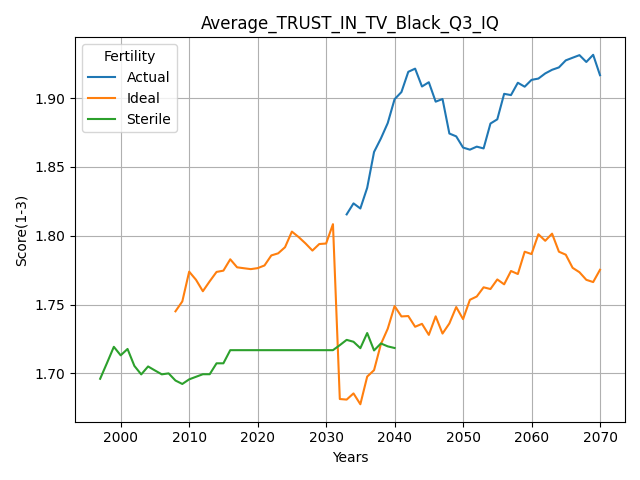 Average_TRUST_IN_TV_Black_Q3_IQ
Fertility
Actual
Ideal
Sterile
Score(1-3)
1.90
1.85
1.80
1.75
1.70
2000 2010 2020 2030 2040 2050 2060 2070
Years